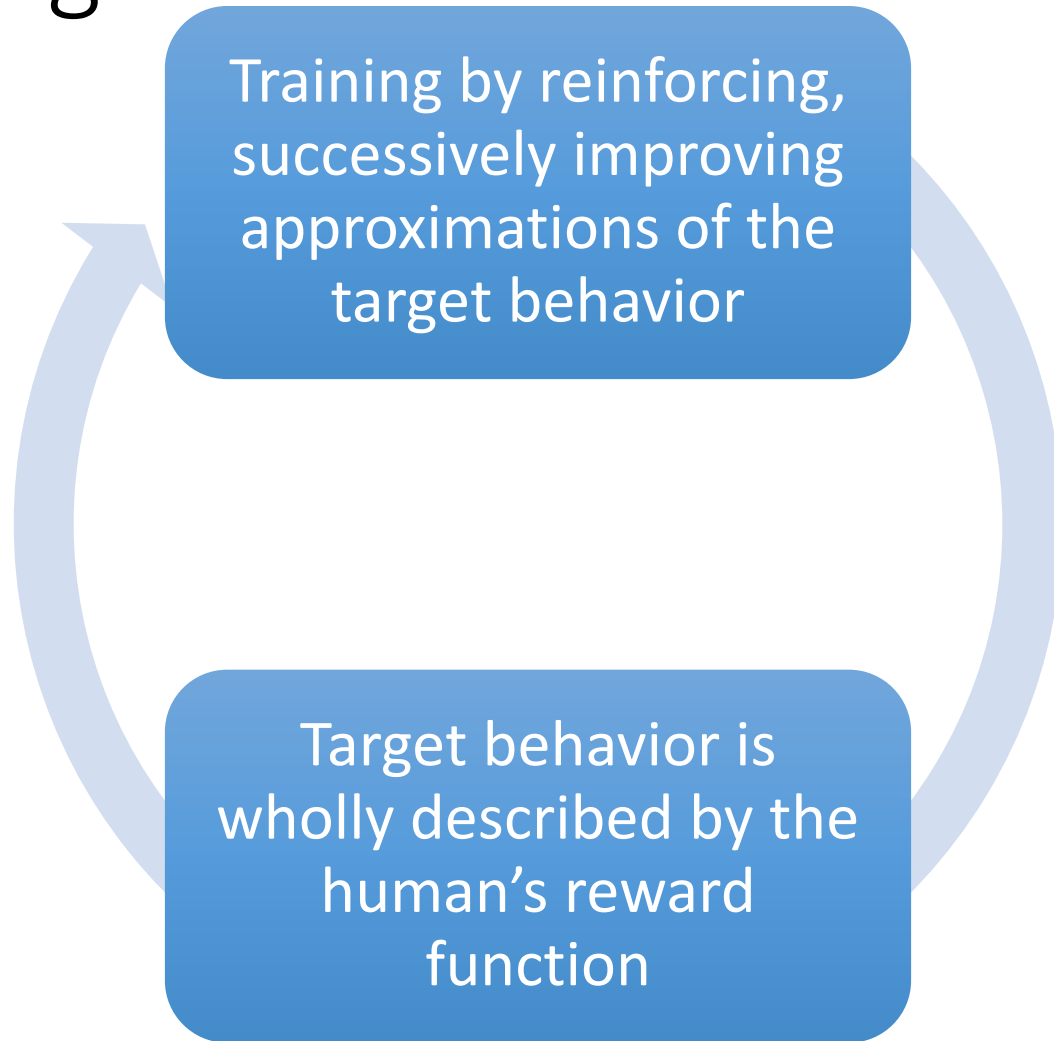 Training by reinforcing,
successively improving
approximations of the
target behavior
Target behavior is
wholly described by the
human’s reward
function